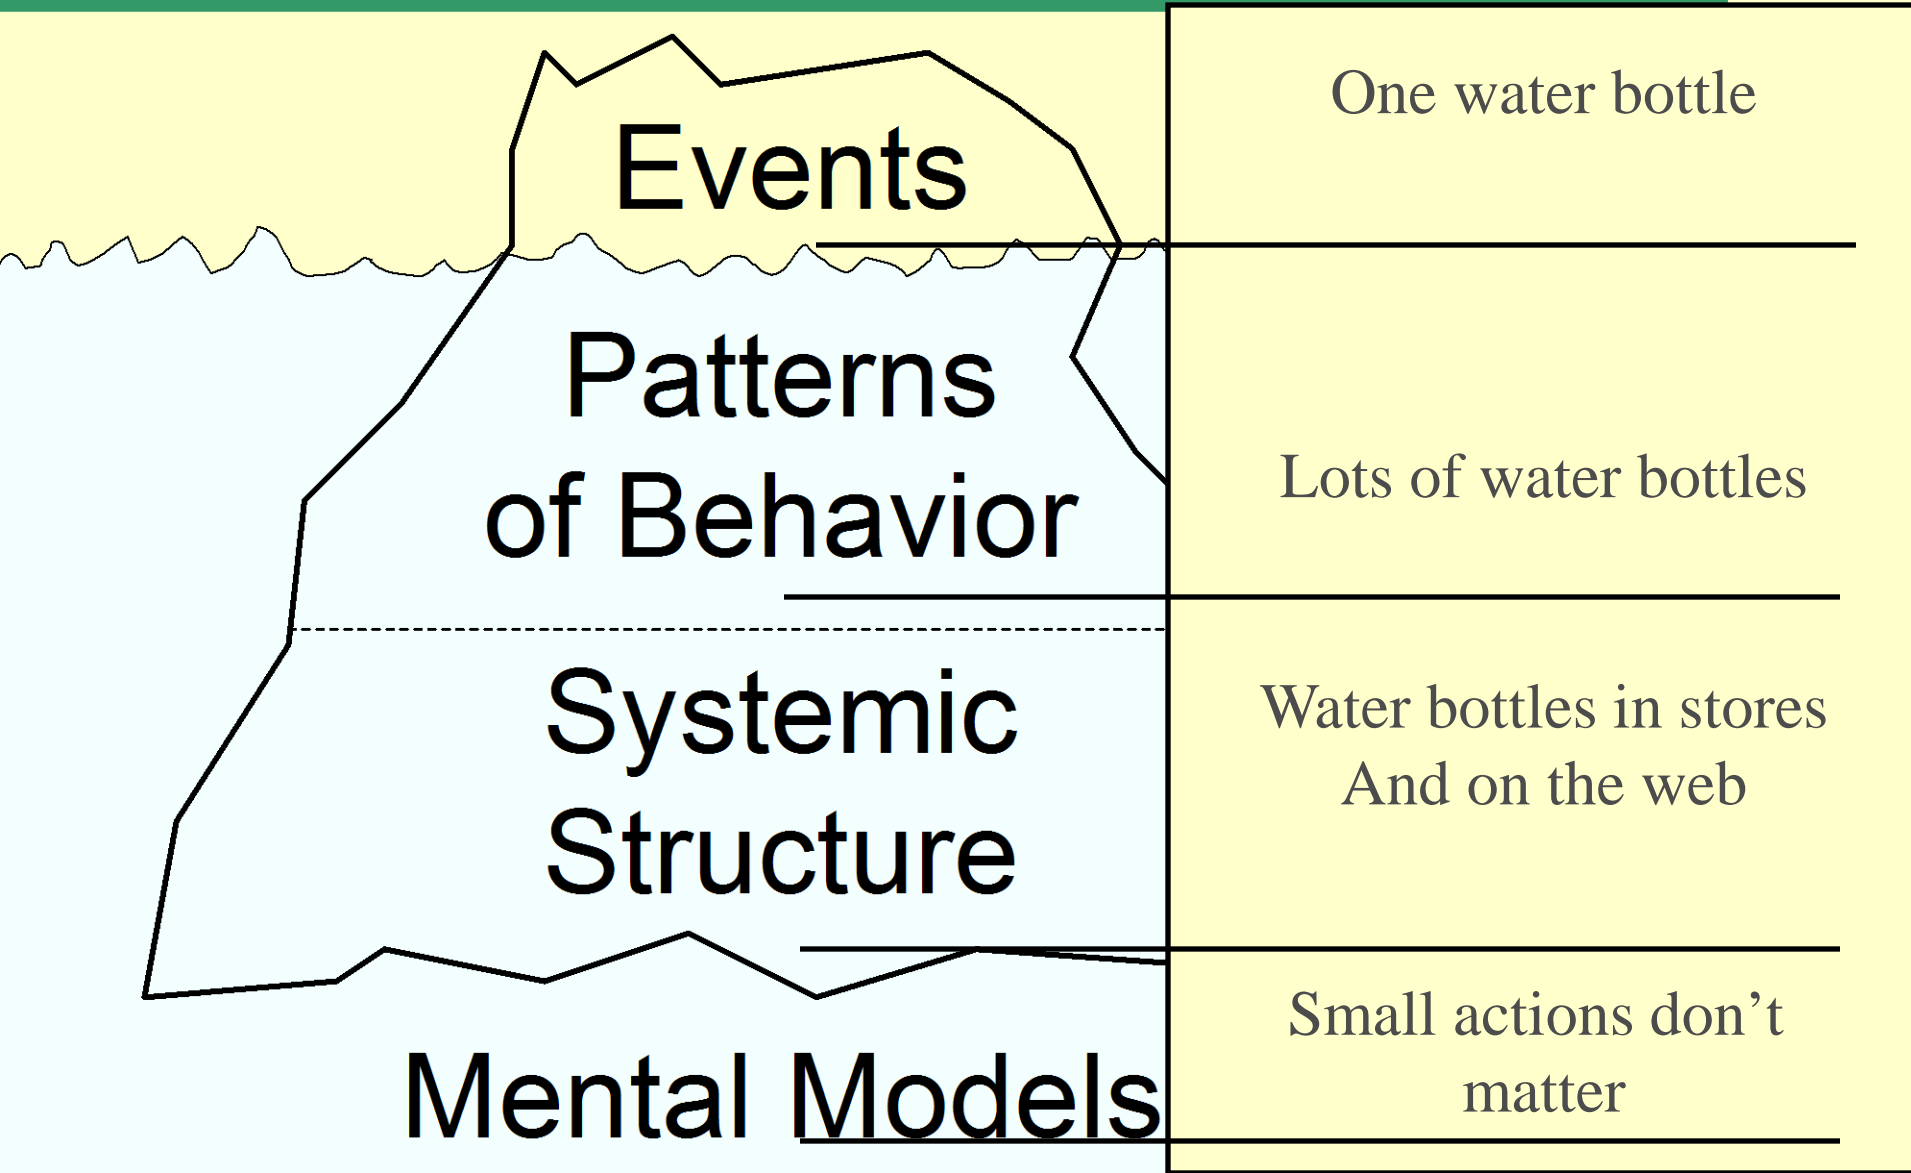 Events
One water bottle
Patterns
of Behavior
Lots of water bottles
Systemic
Structure
Water bottles in stores
And on the web
Mental Models
Small actions don’t
matter